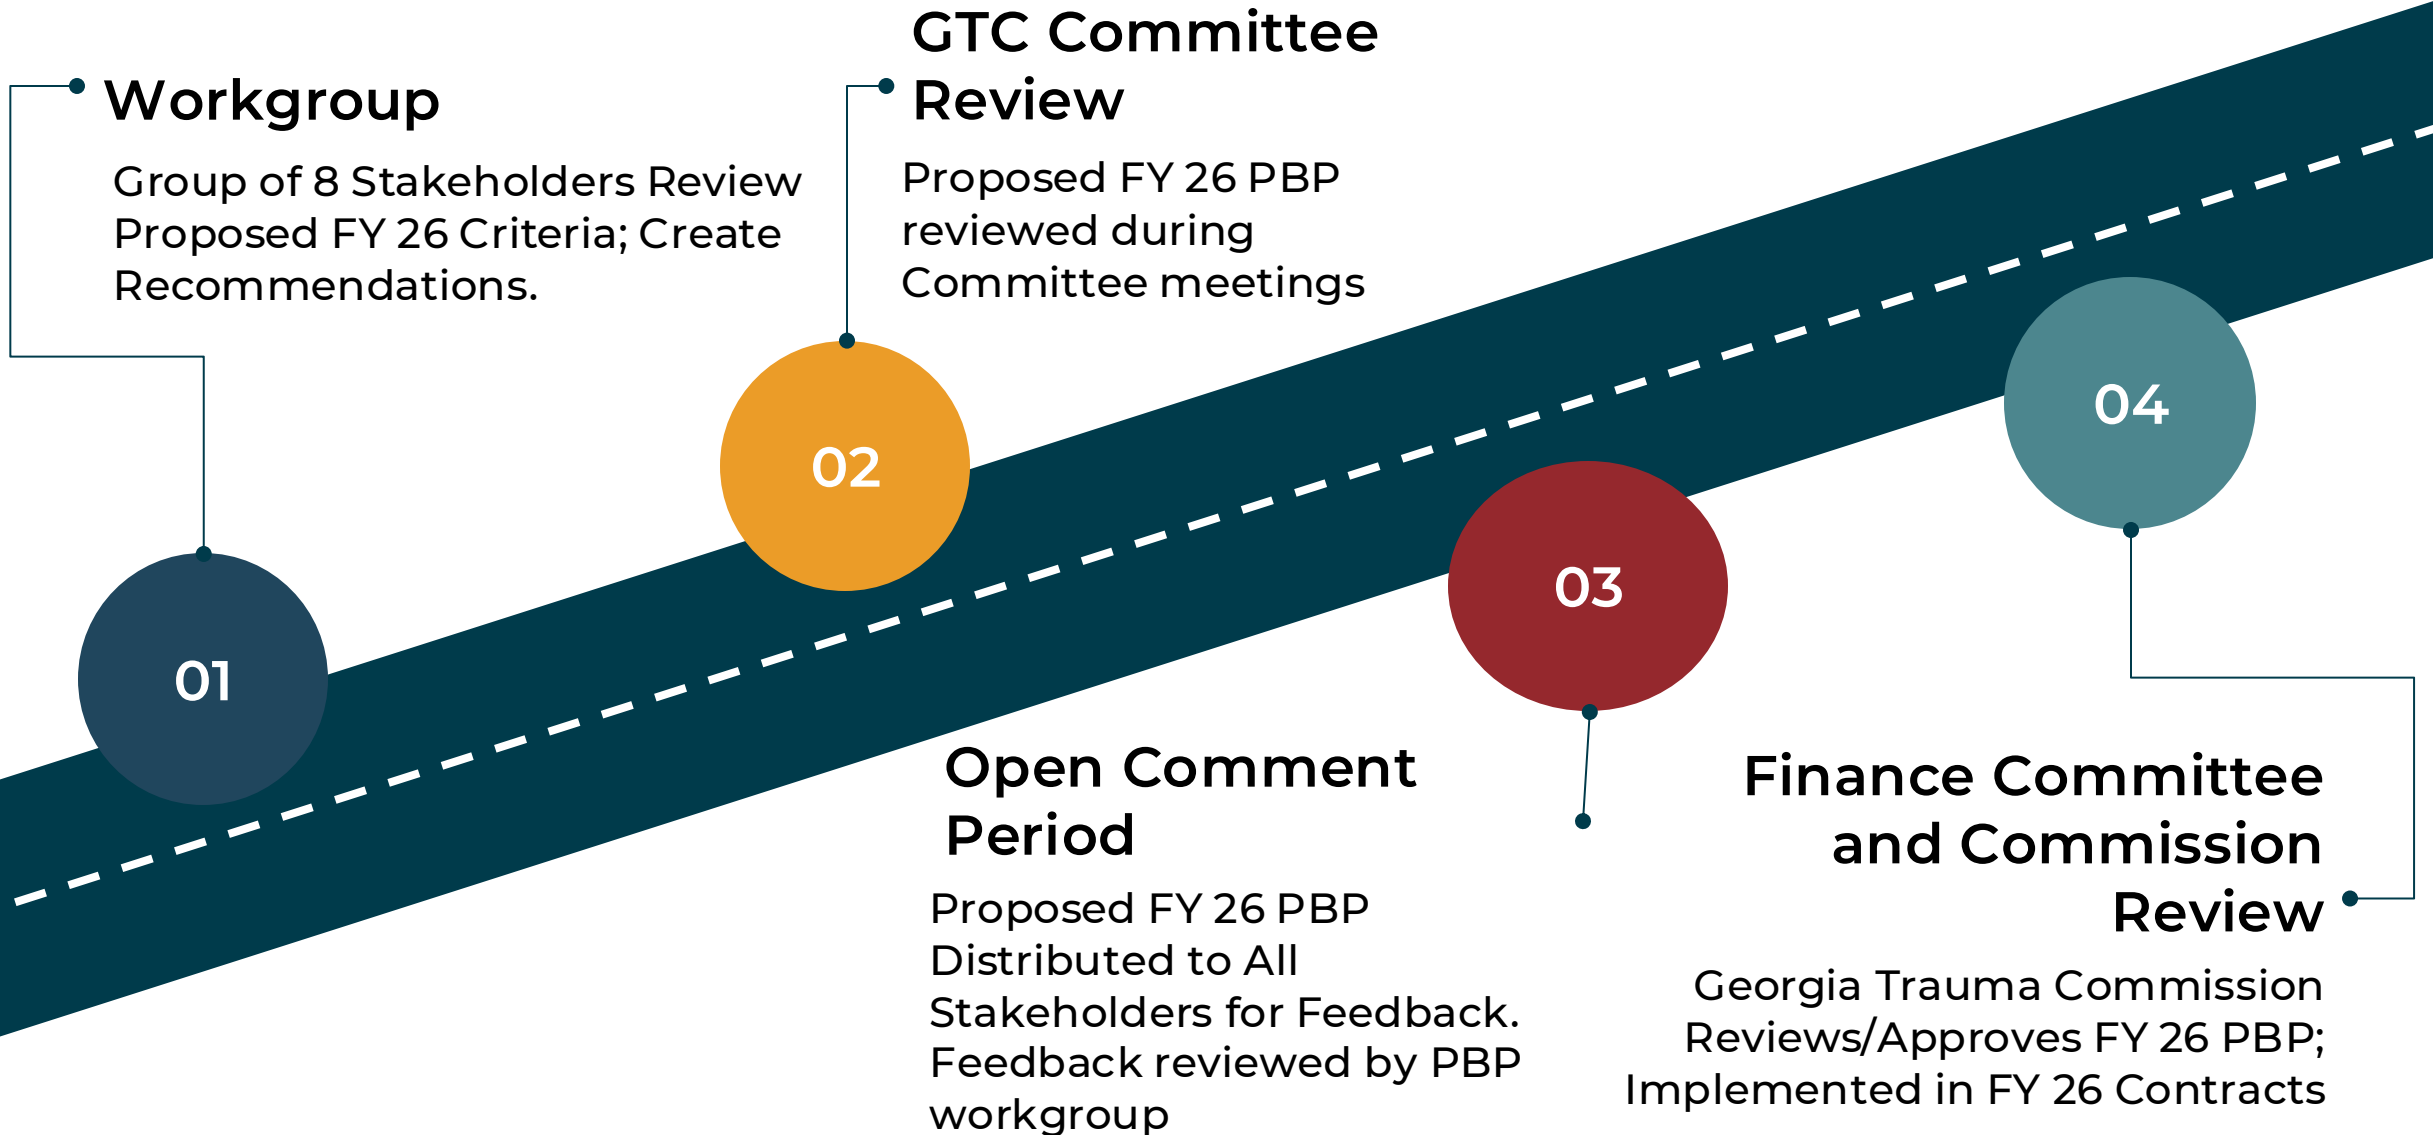 Workgroup
Group of 8 Stakeholders Review
Proposed FY 26 Criteria; Create
Recommendations.
01
GTC Committee
Review
Proposed FY 26 PBP
reviewed during
Committee meetings
02
03
Open Comment
Period
Proposed FY 26 PBP
Distributed to All
Stakeholders for Feedback.
Feedback reviewed by PBP
workgroup
04
Finance Committee
and Commission
Review
Georgia Trauma Commission
Reviews/Approves FY 26 PBP;
Implemented in FY 26 Contracts